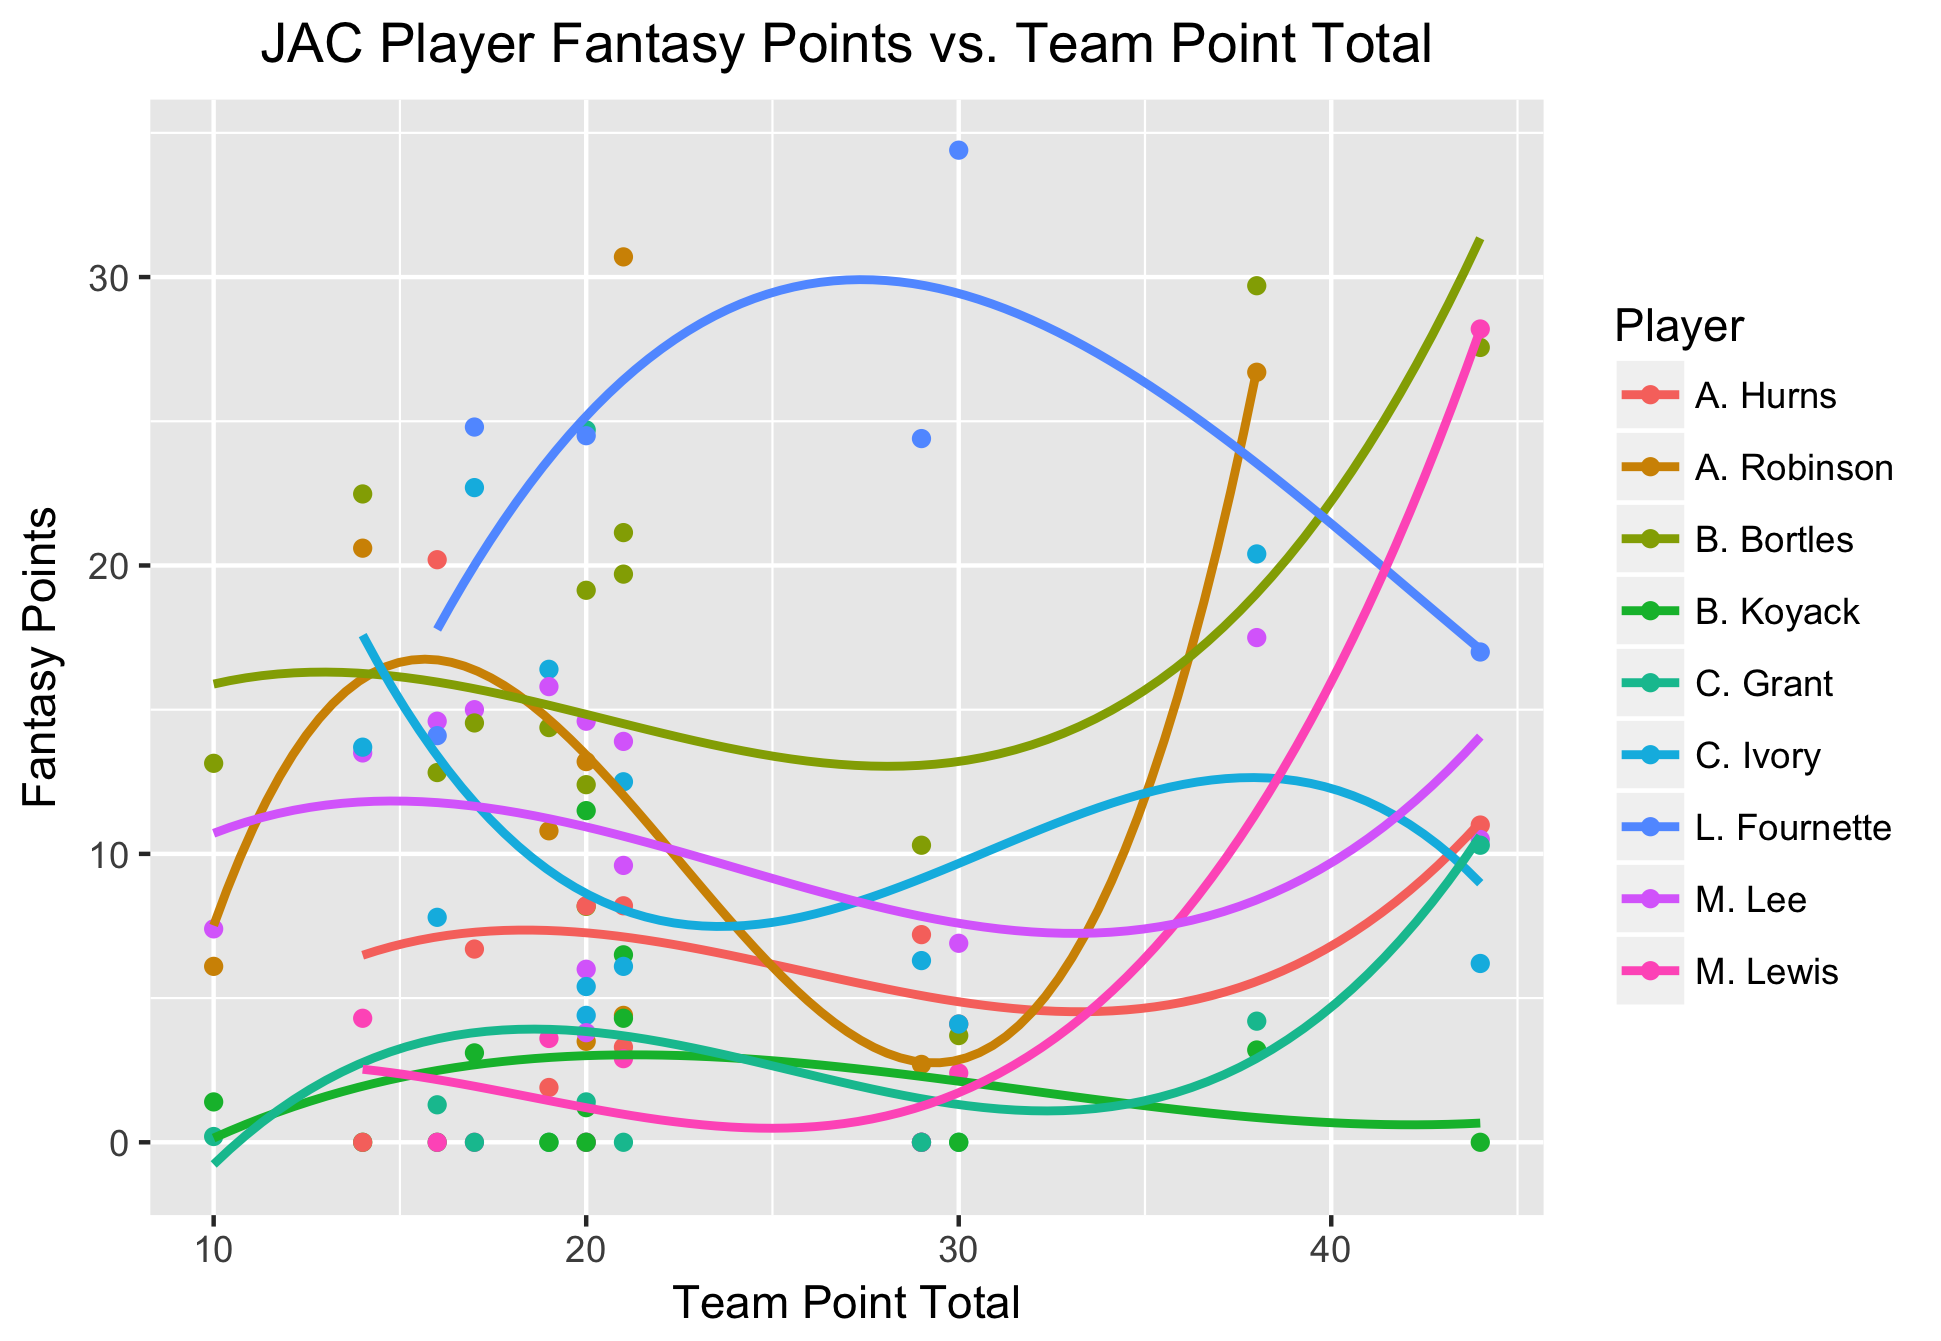 JAC Player Fantasy Points vs. Team Point Total
Fantasy Points
30
20
10
0
10 20 30 40
Team Point Total
Player
A. Hurns
A. Robinson
B. Bortles
B. Koyack
C. Grant
C. Ivory
L. Fournette
M. Lee
M. Lewis